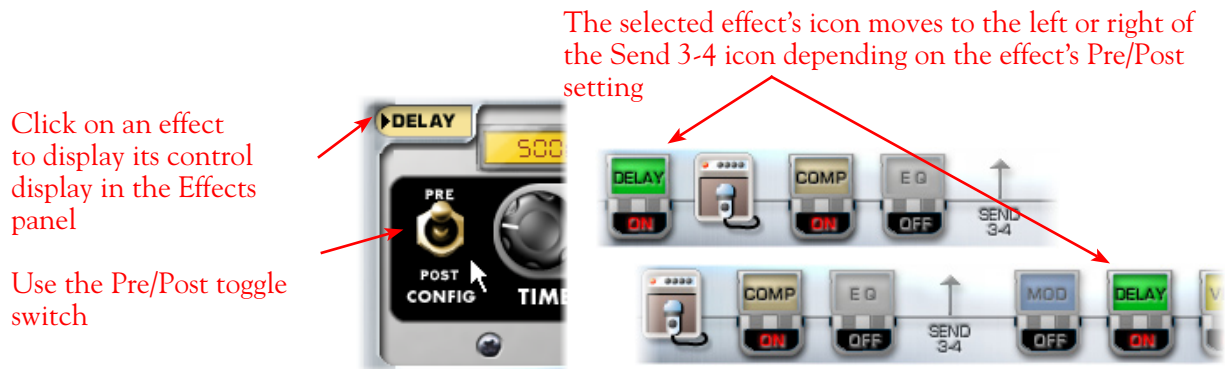 The selected effect's icon moves to the left or right of
the Send 3-4 icon depending on the effect's Pre/Post
setting
Click on an effect
to display its control
display in the Effects
panel
Use the Pre/Post toggle
switch
DELAY
500
PRE
POST
CONFIG
TIME
DELAY
ON
COMP
ON
EQ
OFF
SEND
3-4
COMP
ON
EQ
OFF
SEND
3-4
MOD
OFF
DELAY
ON